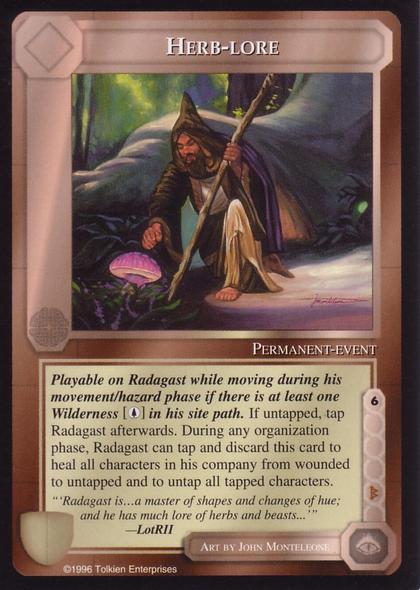 HERB-LORE
PERMANENT-EVENT
Playable on Radagast while moving during his
movement/hazard phase if there is at least one
Wilderness [ ] in his site path. If untapped, tap
Radagast afterwards. During any organization
phase, Radagast can tap and discard this card to
heal all characters in his company from wounded
to untapped and to untap all tapped characters.
6
“‘Radagast is…a master of shapes and changes of hue;
and he has much lore of herbs and beasts...’”
—LotRII
ART BY JOHN MONTELEONE
©1996 Tolkien Enterprises